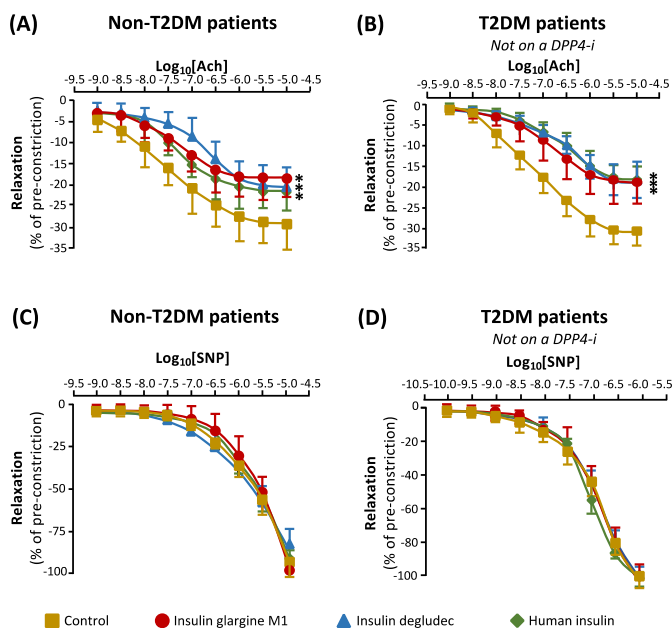 (A)
Non-T2DM patients
Log10[Ach]
-9.5 -9.0 -8.5 -8.0 -7.5 -7.0 -6.5 -6.0 -5.5 -5.0 -4.5
0
-5
-10
-15
-20
-25
-30
-35
Relaxation
(% of pre-constriction)
*
*
*
(B)
T2DM patients
Not on a DPP4-i
Log10[Ach]
-9.5 -9.0 -8.5 -8.0 -7.5 -7.0 -6.5 -6.0 -5.5 -5.0 -4.5
0
-5
-10
-15
-20
-25
-30
-35
Relaxation
(% of pre-constriction)
*
*
*
(C)
Non-T2DM patients
Log10[SNP]
-9.5 -9.0 -8.5 -8.0 -7.5 -7.0 -6.5 -6.0 -5.5 -5.0 -4.5
0
-25
-50
-75
-100
Relaxation
(% of pre-constriction)
(D)
T2DM patients
Not on a DPP4-i
Log10[SNP]
-10.5 -10.0 -9.5 -9.0 -8.5 -8.0 -7.5 -7.0 -6.5 -6.0 -5.5
0
-20
-40
-60
-80
-100
Relaxation
(% of pre-constriction)
Control Insulin glargine M1 Insulin degludec Human insulin